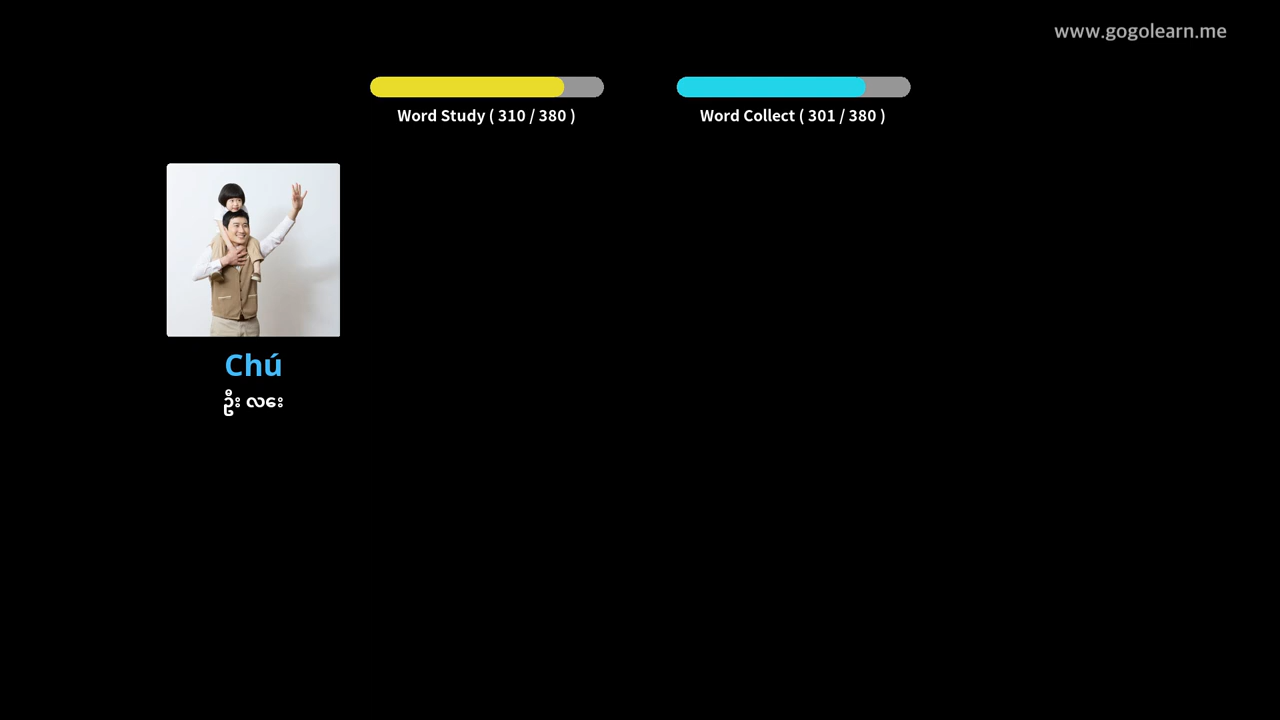 www.gogolearn.me
Word Study ( 310 / 380 )
Word Collect ( 301 / 380 )
Chú
ဦး လေး